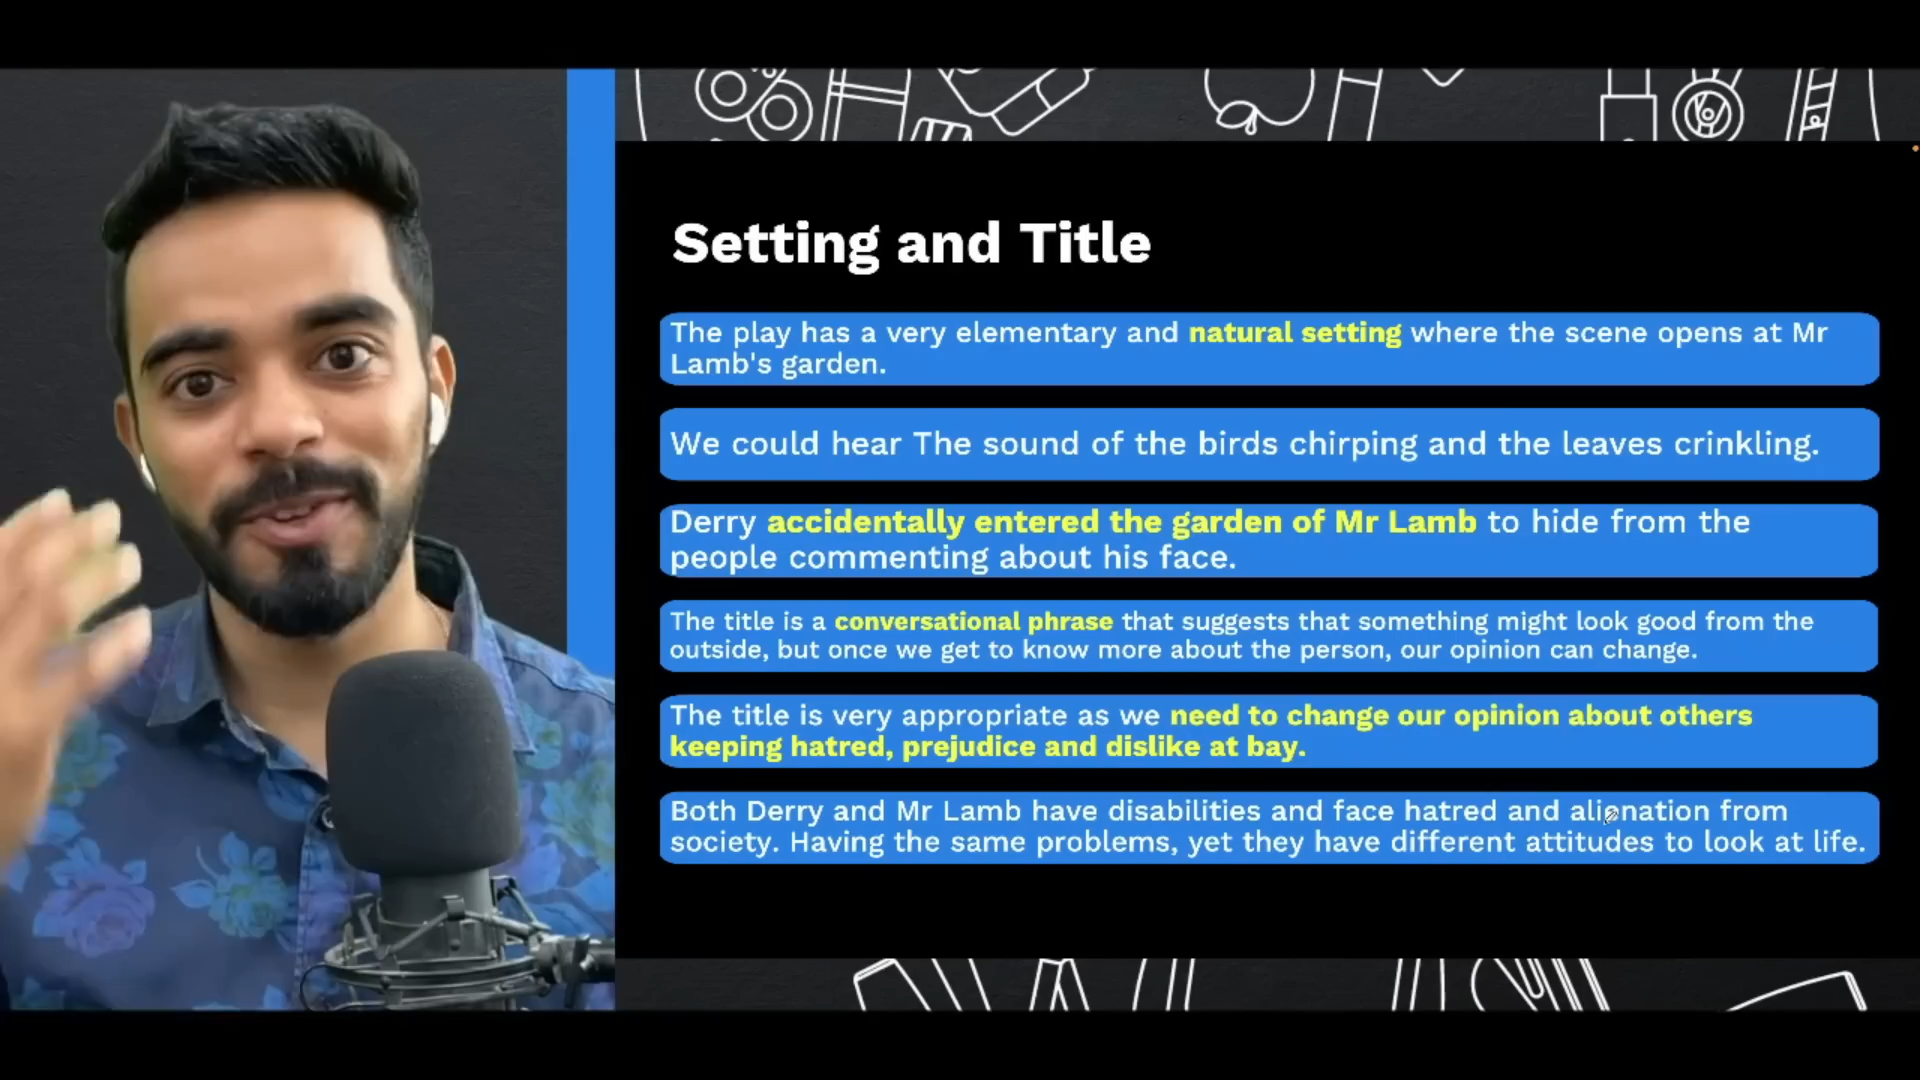 Setting and Title
The play has a very elementary and natural setting where the scene opens at Mr
Lamb's garden.
We could hear The sound of the birds chirping and the leaves crinkling.
Derry accidentally entered the garden of Mr Lamb to hide from the
people commenting about his face.
The title is a conversational phrase that suggests that something might look good from the
outside, but once we get to know more about the person, our opinion can change.
The title is very appropriate as we need to change our opinion about others
keeping hatred, prejudice and dislike at bay.
Both Derry and Mr Lamb have disabilities and face hatred and alienation from
society. Having the same problems, yet they have different attitudes to look at life.